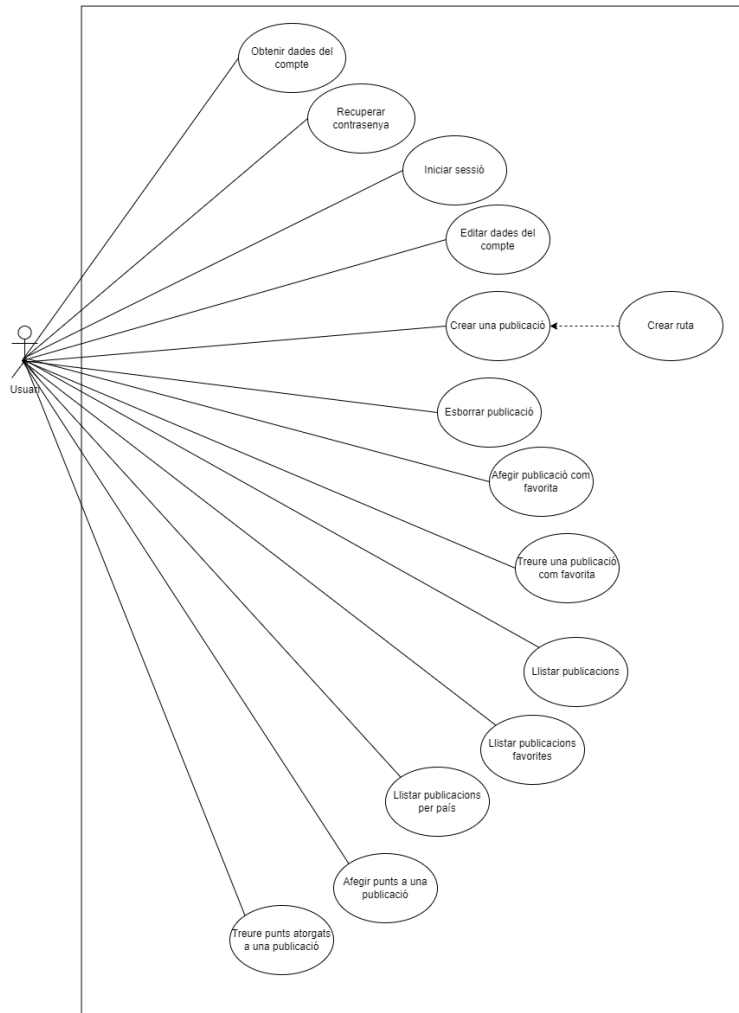 Obtenir dades del
compte
Recuperar
contrasenya
Iniciar sessió
Editar dades del
compte
Crear una publicació
Crear ruta
Usuari
Esborrar publicació
Afegir publicació com
favorita
Treure una publicació
com favorita
Llistar publicacions
Llistar publicacions
favorites
Llistar publicacions
per país
Afegir punts a una
publicació
Treure punts atorgats
a una publicació